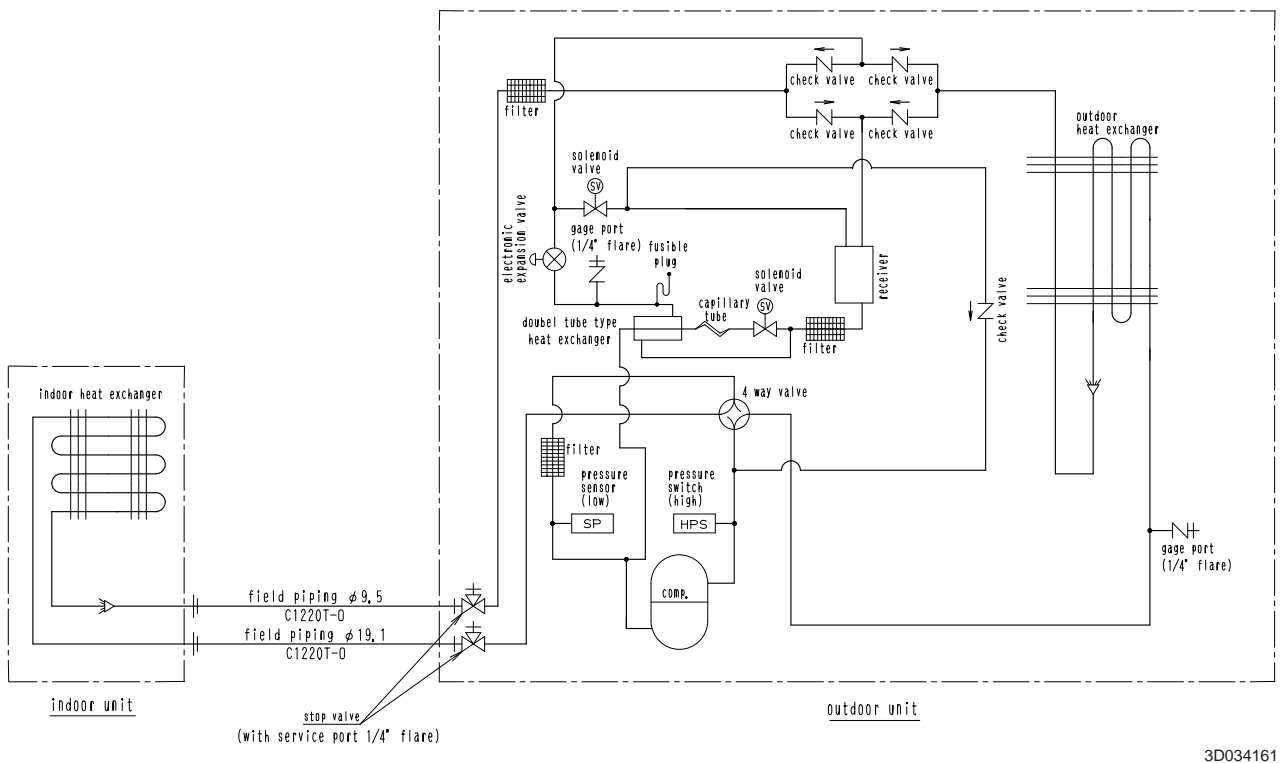 check valve
check valve
filter
check valve
check valve
outdoor
heat exchanger
solenoid
valve
SV
electronic
expansion valve
gage port
(1/4" flare)
fusible
plug
solenoid
valve
SV
receiver
capillary
tube
doubel tube type
heat exchanger
filter
check valve
indoor heat exchanger
4 way valve
filter
pressure
sensor
(low)
SP
pressure
switch
(high)
HPS
gage port
(1/4" flare)
comp.
field piping φ9.5
C1220T-O
field piping φ19.1
C1220T-O
indoor unit
stop valve
(with service port 1/4" flare)
outdoor unit
3D034161